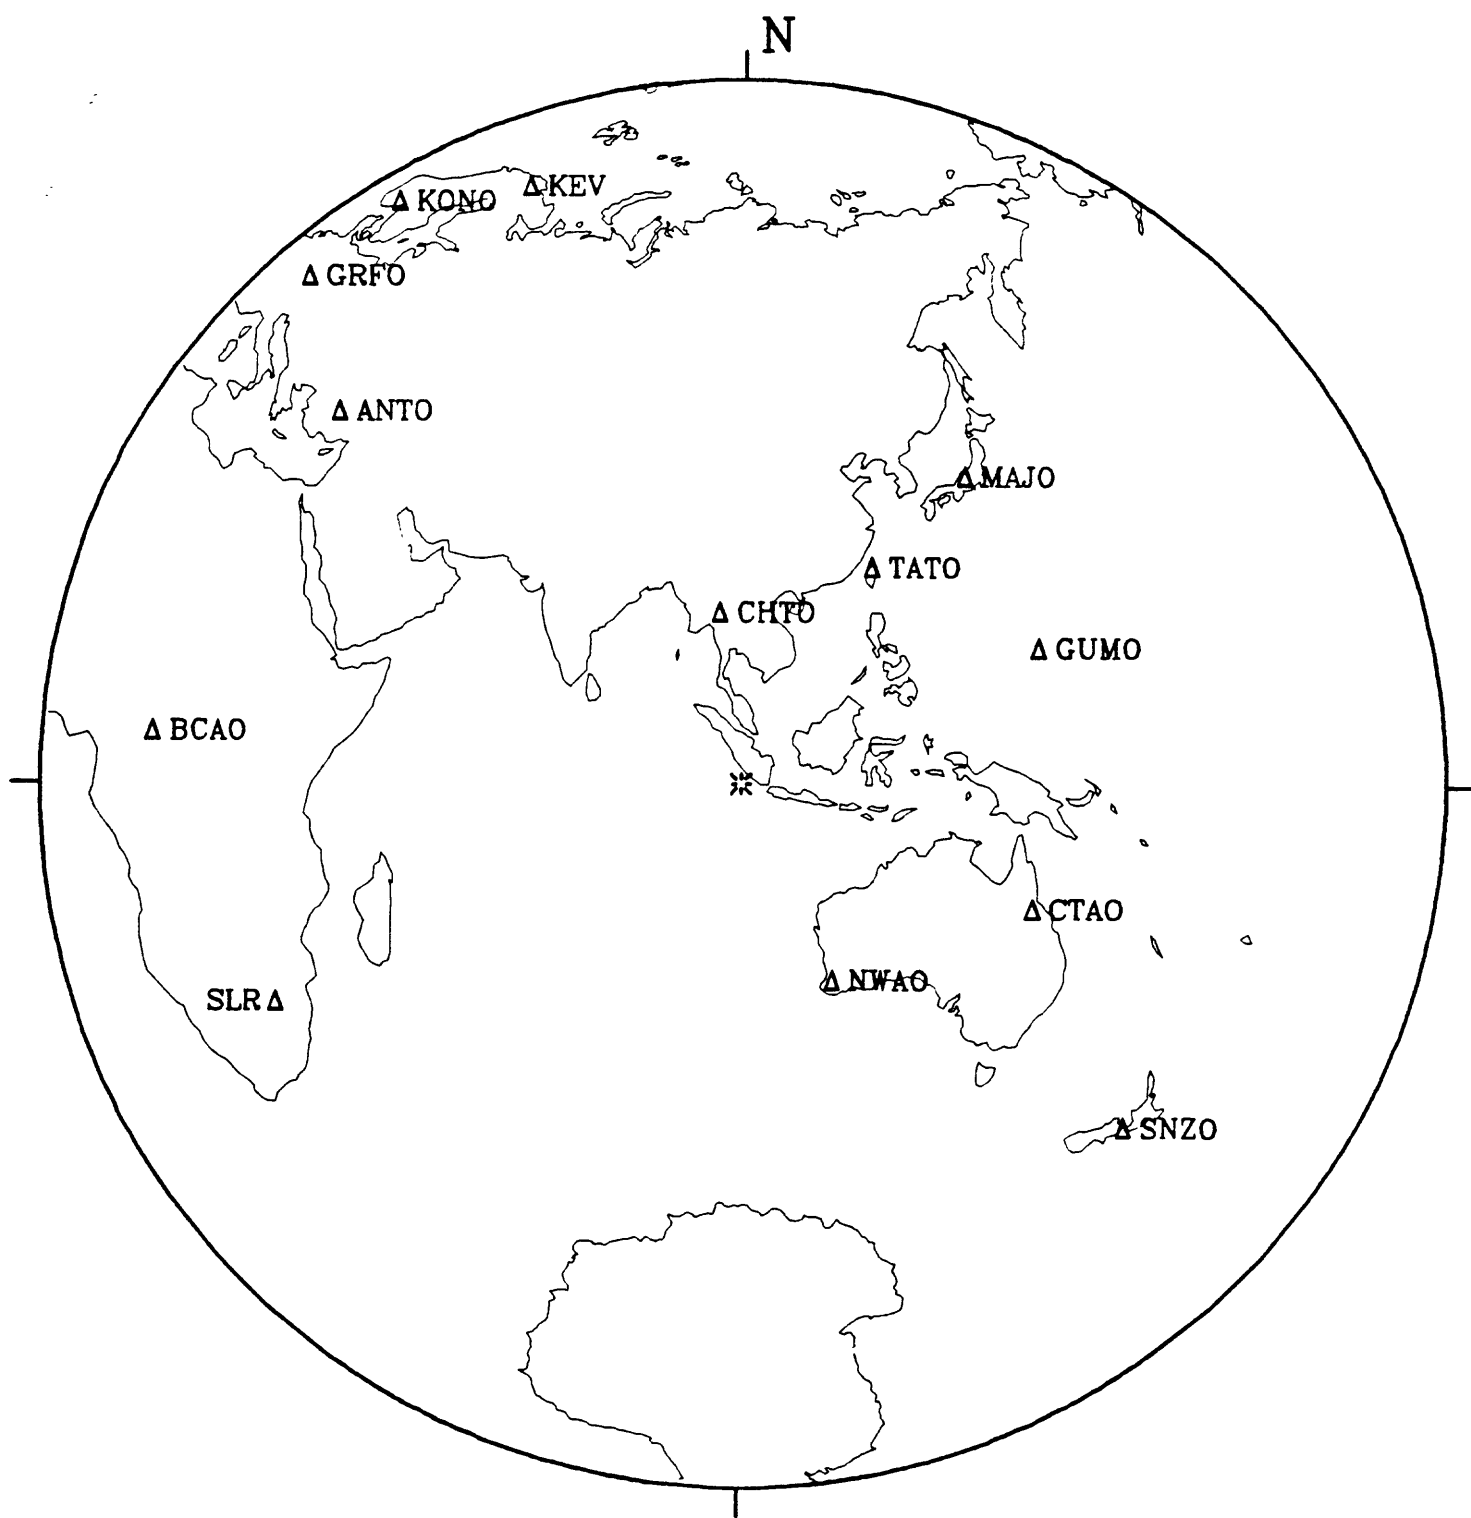 N
KEV
KONO
GRFO
ANTO
MAJO
TATO
CHTO
GUMO
BCAO
CTAO
NWAO
SLR
SNZO